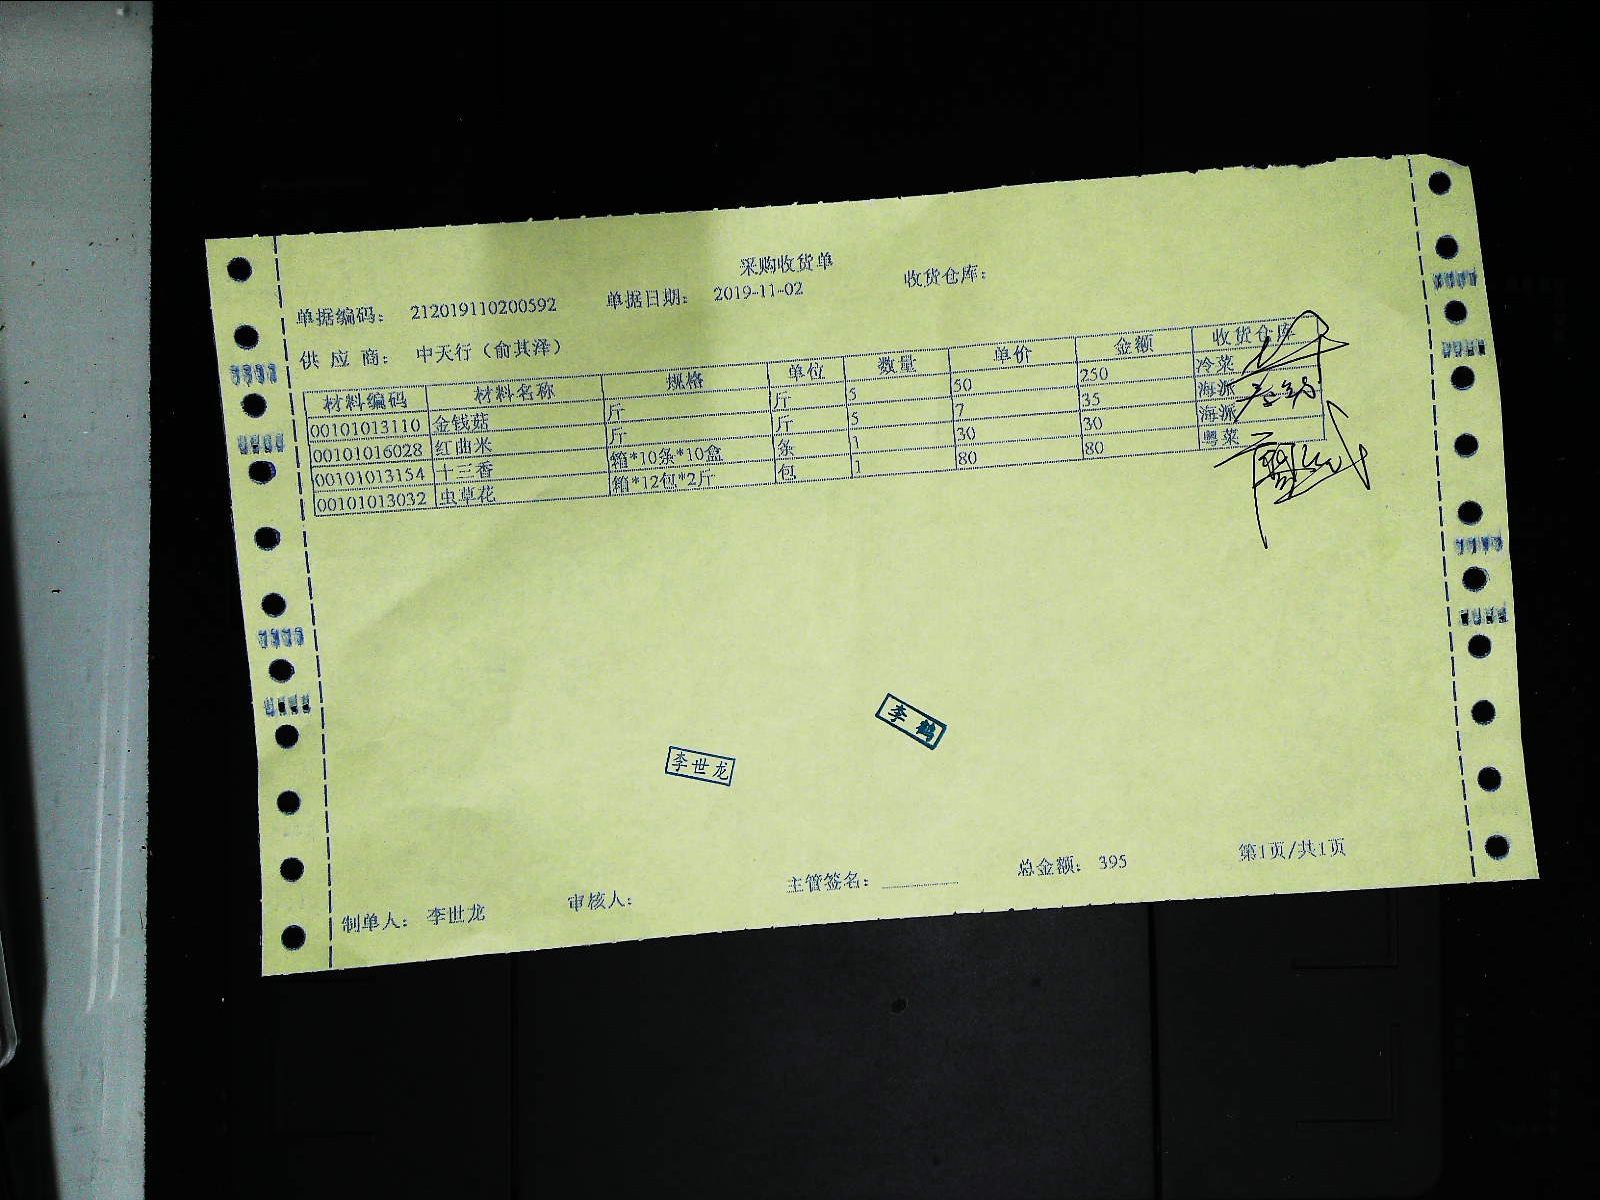 采购收货单
单据编码： 212019110200592 单据日期： 2019-11-02 收货仓库：
供 应 商： 中天行（俞其泽）
材料编码 材料名称 规格 单位 数量 单价 金额 收货仓库
00101013110 金钱菇 斤 斤 5 50 250 冷菜
00101016028 红曲米 斤 斤 5 7 35 海派
00101013154 十三香 箱*10条*10盒 条 1 30 30 海派
00101013032 虫草花 箱*12包*2斤 包 1 80 80 粤菜
李鹤
李世龙
制单人： 李世龙 审核人： 主管签名： 总金额： 395 第1页/共1页